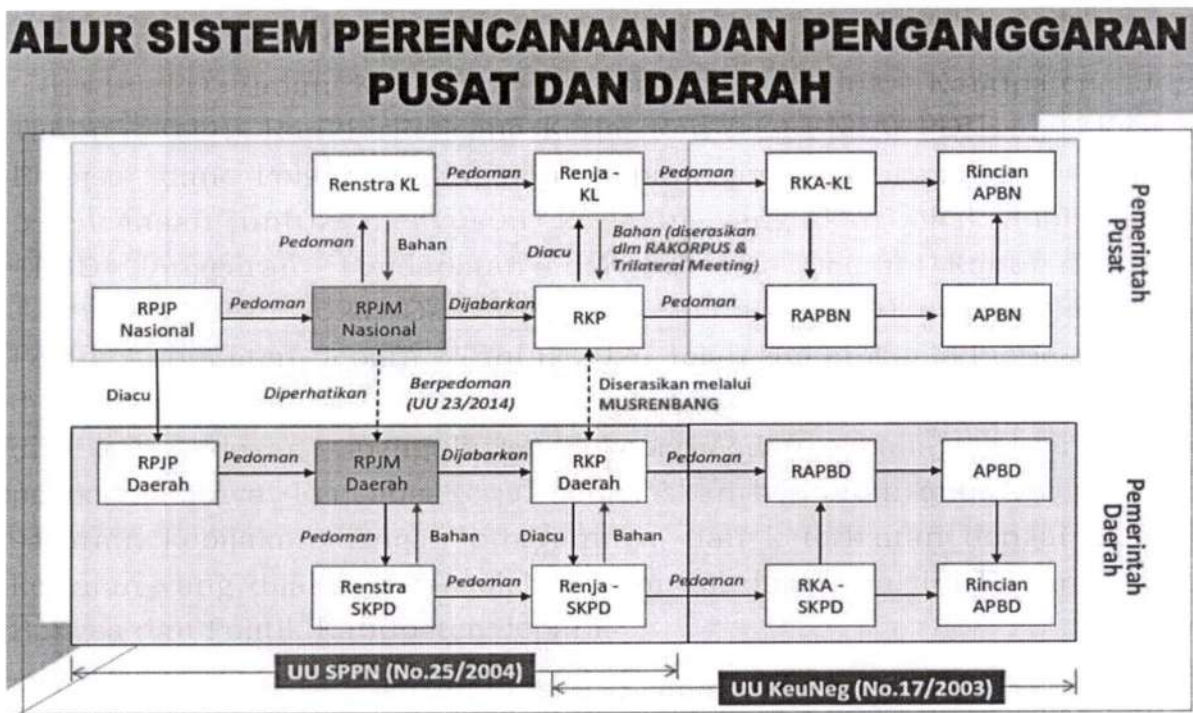 ALUR SISTEM PERENCANAAN DAN PENGANGGARAN
PUSAT DAN DAERAH
Renstra KL
Pedoman
Renja -
KL
Pedoman
RKA-KL
Rincian
APBN
Pemerintah
Pusat
Pedoman
Bahan
Diacu
Bahan (diserasikan
dlm RAKORPUS &
Trilateral Meeting)
RPJP
Nasional
Pedoman
RPJM
Nasional
Dijabarkan
RKP
Pedoman
RAPBN
APBN
Diacu
Diperhatikan
Berpedoman
(UU 23/2014)
Diserasikan melalui
MUSRENBANG
RPJP
Daerah
Pedoman
RPJM
Daerah
Dijabarkan
RKP
Daerah
Pedoman
RAPBD
APBD
Pemerintah
Daerah
Pedoman
Bahan
Diacu
Bahan
Renstra
SKPD
Pedoman
Renja -
SKPD
Pedoman
RKA -
SKPD
Rincian
APBD
UU SPPN (No.25/2004)
UU KeuNeg (No.17/2003)